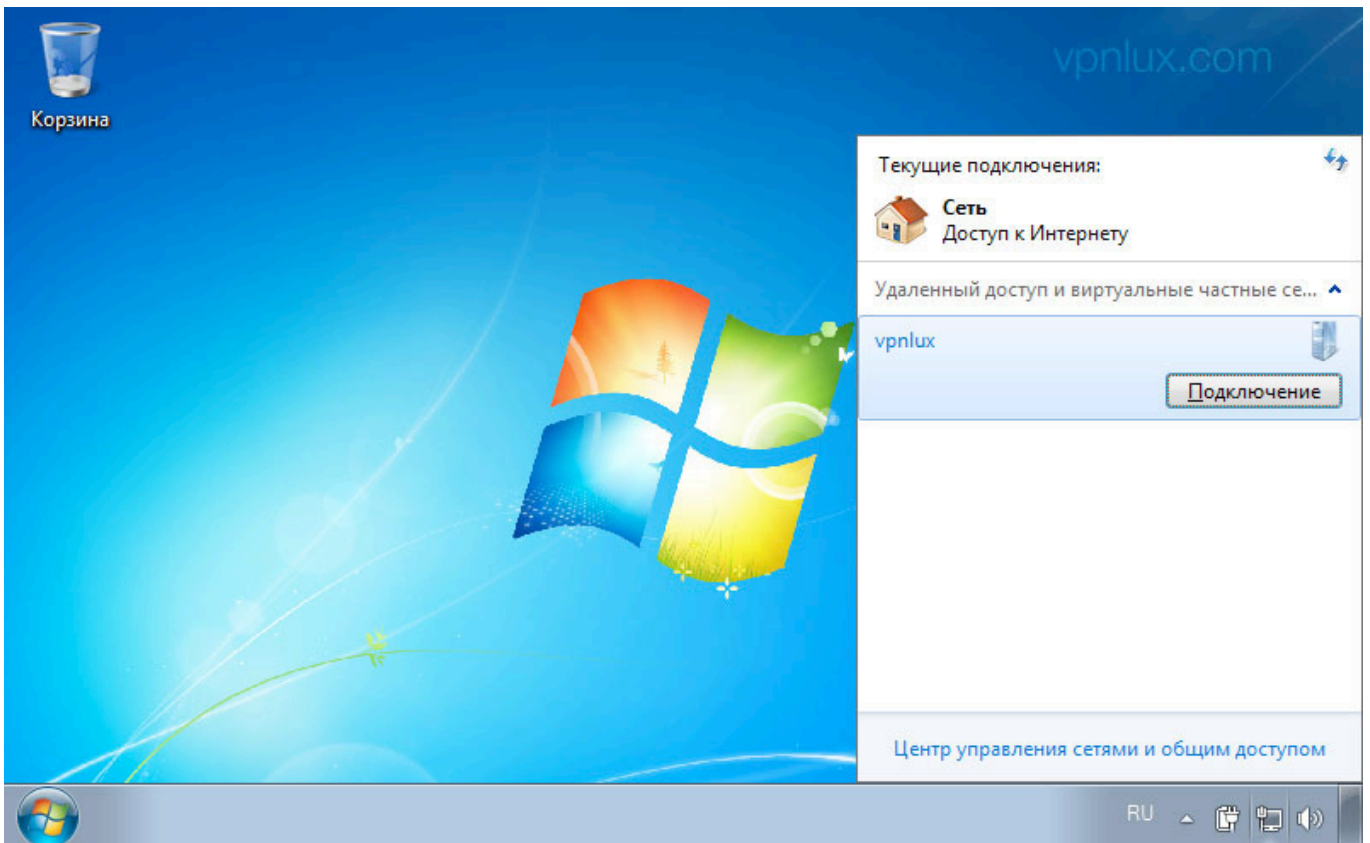 vpnlux.com
Корзина
Текущие подключения:
Сеть
Доступ к Интернету
Удаленный доступ и виртуальные частные се...
vpnlux
Подключение
Центр управления сетями и общим доступом
RU